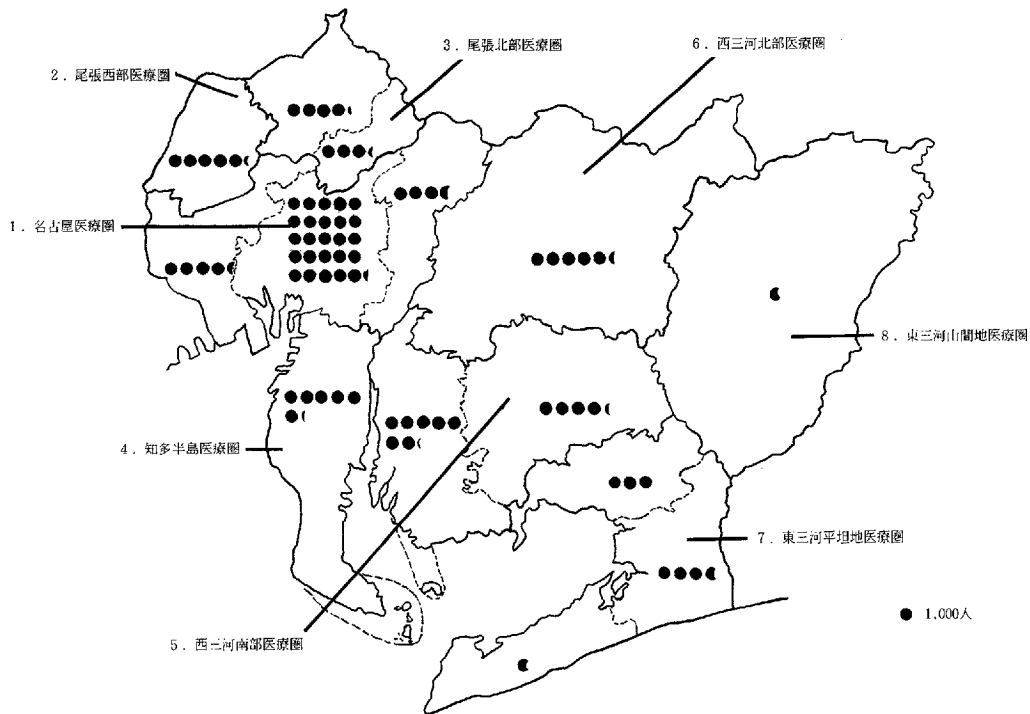 3．尾張北部医療圏
6．西三河北部医療圏
2．尾張西部医療圏
1．名古屋医療圏
8．東三河山間地医療圏
4．知多半島医療圏
7．東三河平坦地医療圏
1,000人
5．西三河南部医療圏